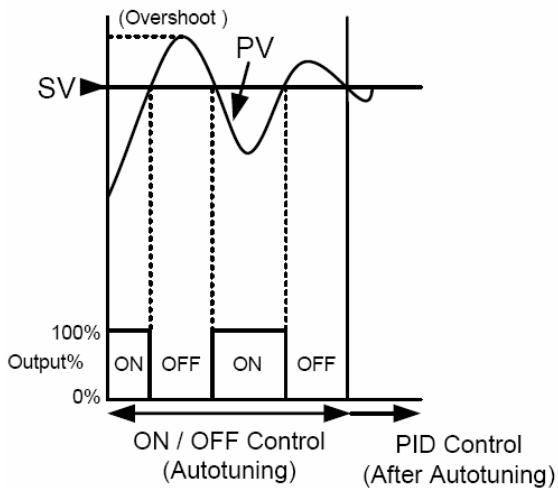 (Overshoot )
PV
SV
100%
Output%
ON OFF ON OFF
0%
ON / OFF Control
(Autotuning)
PID Control
(After Autotuning)